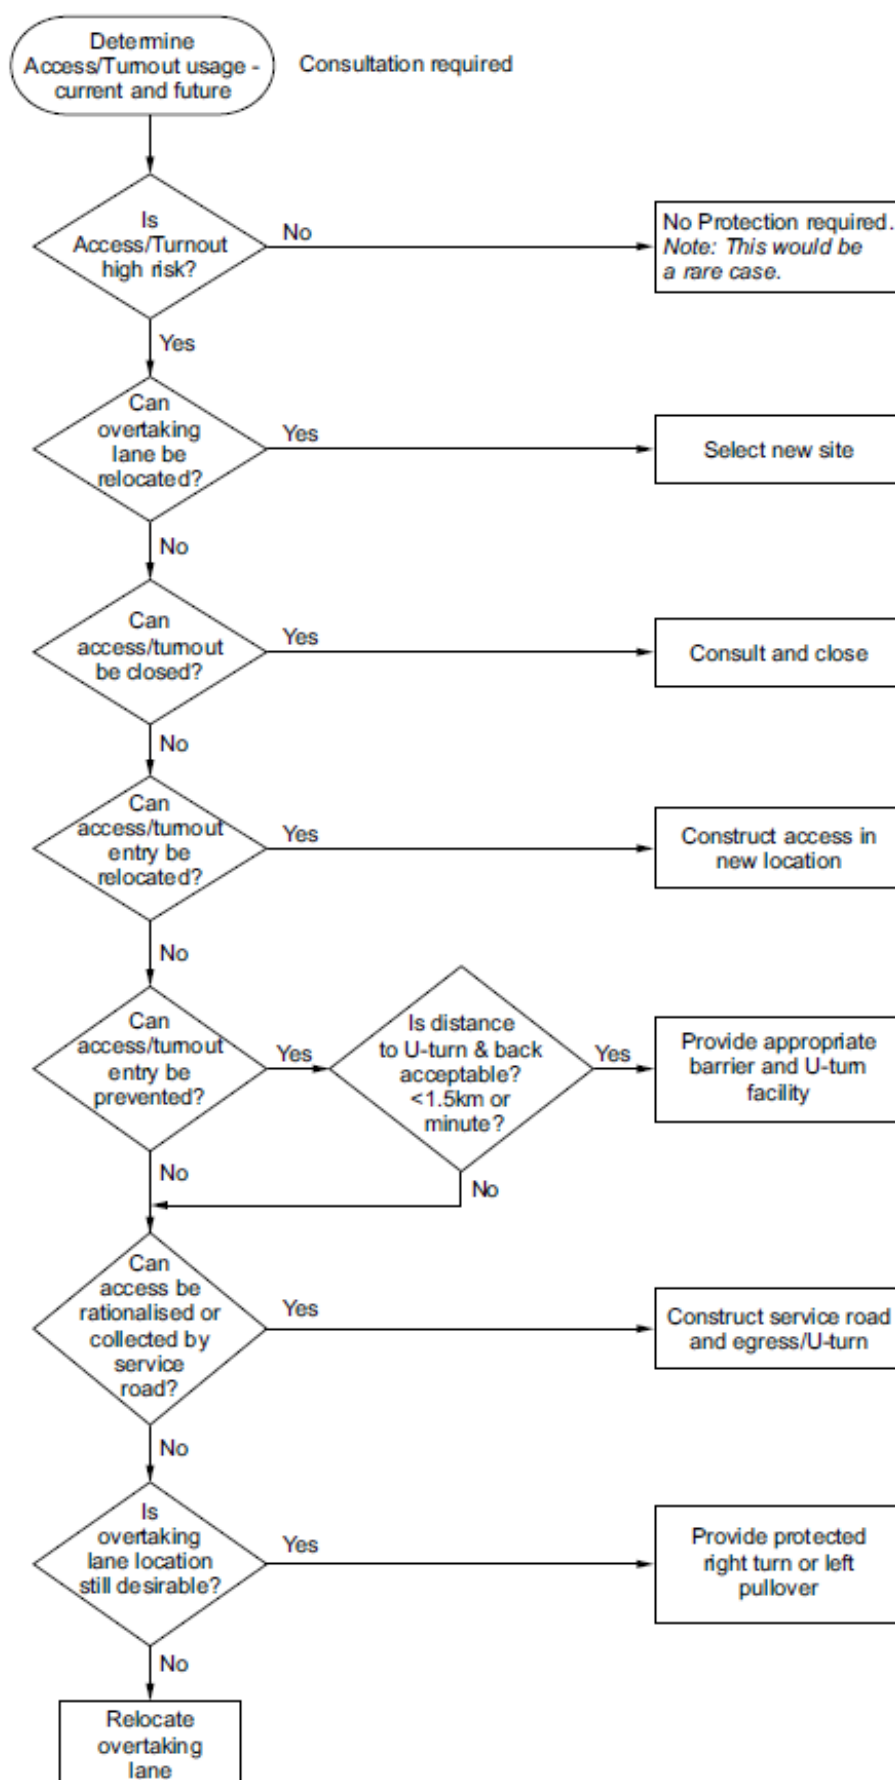 Determine
Access/Turnout usage -
current and future
Consultation required
Is
Access/Turnout
high risk?
No
No Protection required.
Note: This would be
a rare case.
Yes
Can
overtaking
lane be
relocated?
Yes
Select new site
No
Can
access/turnout
be closed?
Yes
Consult and close
No
Can
access/turnout
entry be
relocated?
Yes
Construct access in
new location
No
Can
access/turnout
entry be
prevented?
Yes
Is distance
to U-turn & back
acceptable?
<1.5km or
minute?
Yes
Provide appropriate
barrier and U-turn
facility
No
No
Can
access be
rationalised or
collected by
service
road?
Yes
Construct service road
and egress/U-turn
No
Is
overtaking
lane location
still desirable?
Yes
Provide protected
right turn or left
pullover
No
Relocate
overtaking
lane